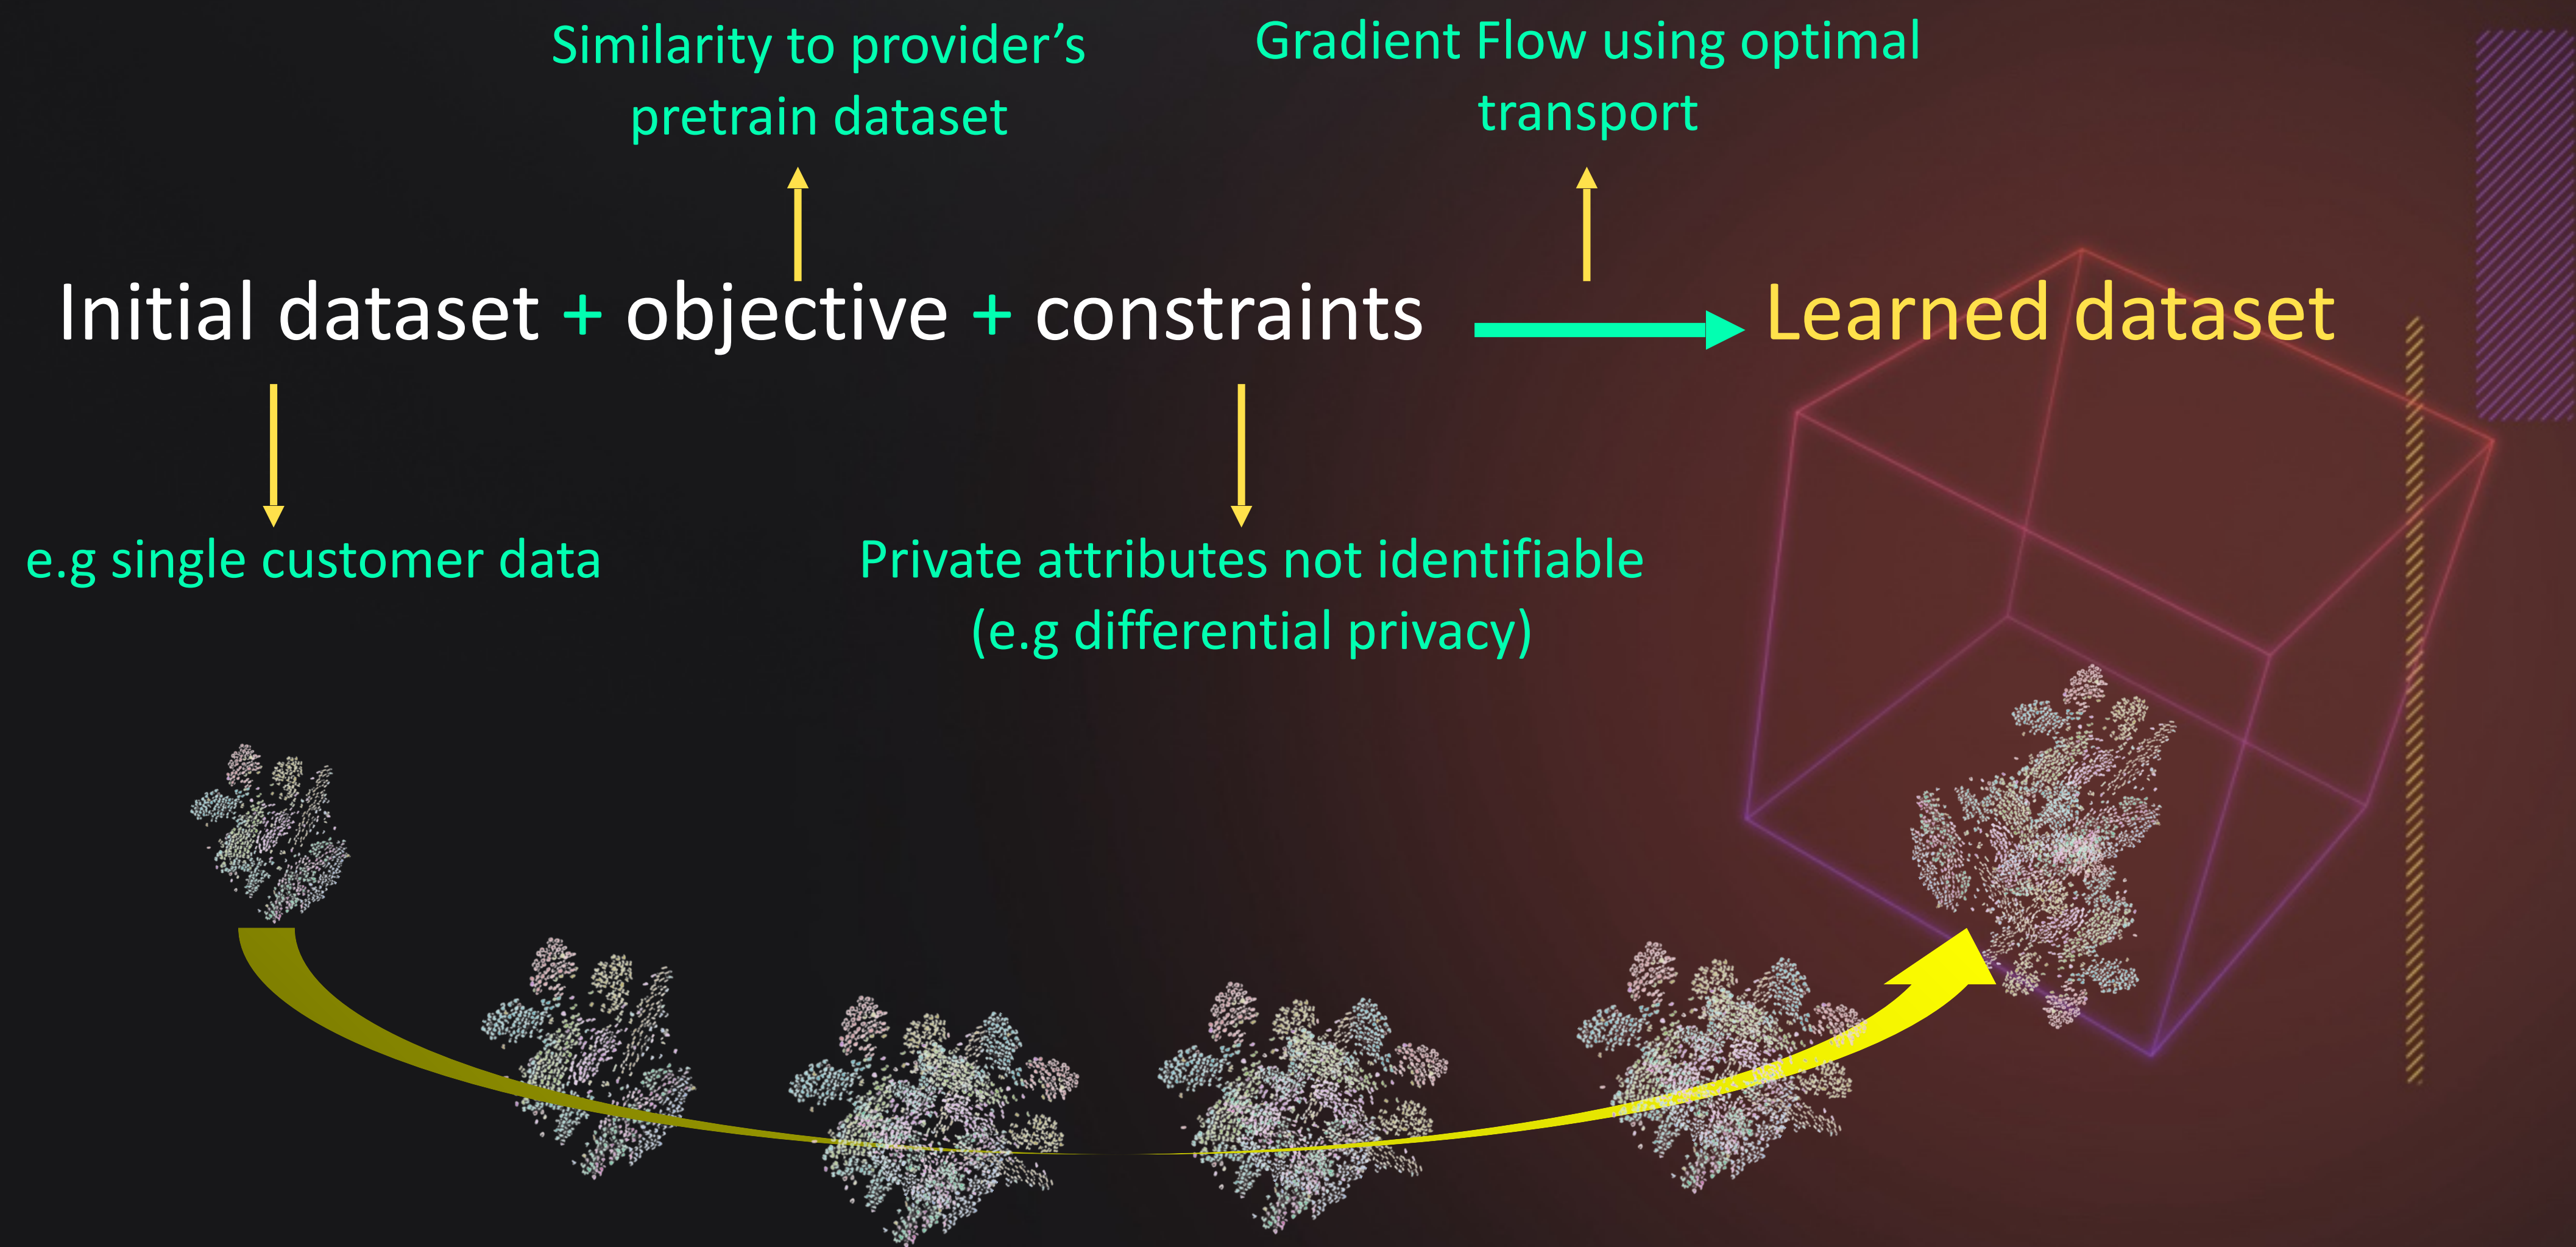 Similarity to provider’s
pretrain dataset
Gradient Flow using optimal
transport
Initial dataset + objective + constraints
Learned dataset
e.g single customer data
Private attributes not identifiable
(e.g differential privacy)